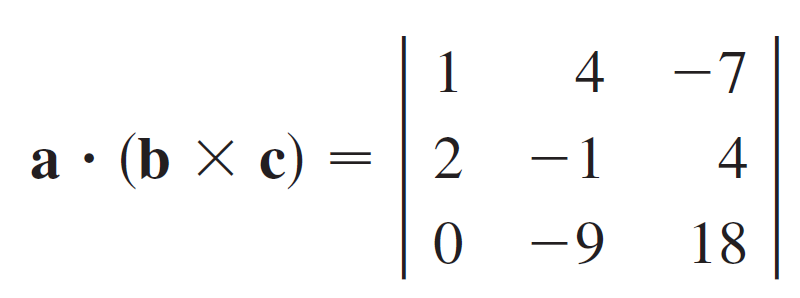 a · (b × c) = | 1 4 −7 |
| 2 −1 4 |
| 0 −9 18 |